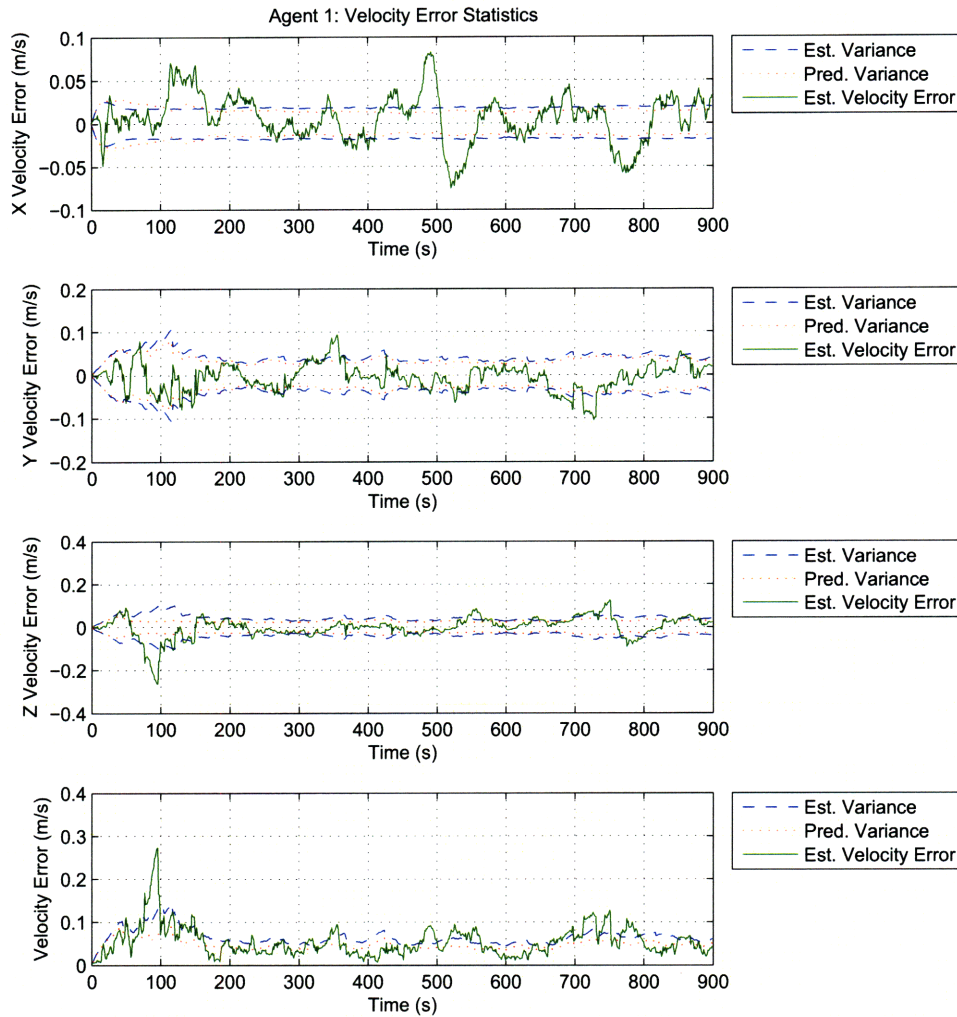 Agent 1: Velocity Error Statistics
X Velocity Error (m/s)
0.1
0.05
0
−0.05
−0.1
0 100 200 300 400 500 600 700 800 900
Time (s)
Est. Variance
Pred. Variance
Est. Velocity Error
Y Velocity Error (m/s)
0.2
0.1
0
−0.1
−0.2
0 100 200 300 400 500 600 700 800 900
Time (s)
Est. Variance
Pred. Variance
Est. Velocity Error
Z Velocity Error (m/s)
0.4
0.2
0
−0.2
−0.4
0 100 200 300 400 500 600 700 800 900
Time (s)
Est. Variance
Pred. Variance
Est. Velocity Error
Velocity Error (m/s)
0.4
0.3
0.2
0.1
0
0 100 200 300 400 500 600 700 800 900
Time (s)
Est. Variance
Pred. Variance
Est. Velocity Error